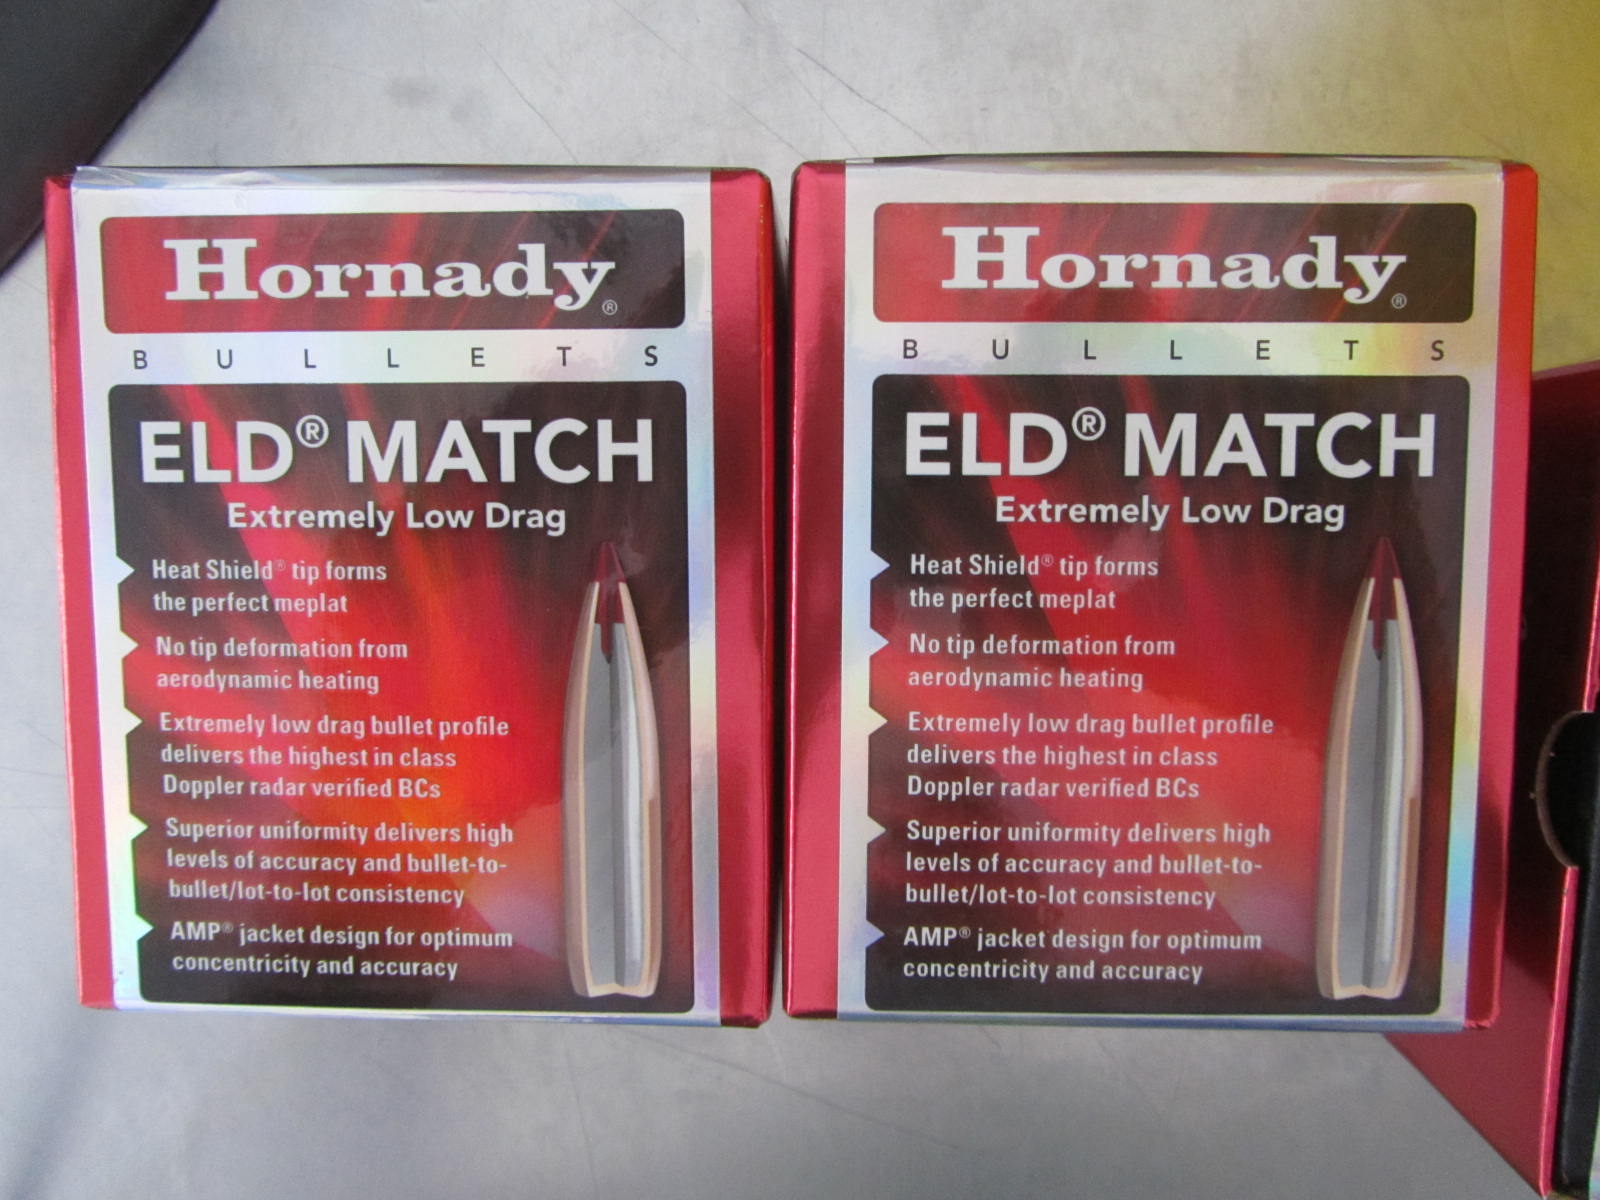 Hornady®
BULLETS
ELD® MATCH
Extremely Low Drag
Heat Shield® tip forms
the perfect meplat
No tip deformation from
aerodynamic heating
Extremely low drag bullet profile
delivers the highest in class
Doppler radar verified BCs
Superior uniformity delivers high
levels of accuracy and bullet-to-
bullet/lot-to-lot consistency
AMP® jacket design for optimum
concentricity and accuracy
Hornady®
BULLETS
ELD® MATCH
Extremely Low Drag
Heat Shield® tip forms
the perfect meplat
No tip deformation from
aerodynamic heating
Extremely low drag bullet profile
delivers the highest in class
Doppler radar verified BCs
Superior uniformity delivers high
levels of accuracy and bullet-to-
bullet/lot-to-lot consistency
AMP® jacket design for optimum
concentricity and accuracy